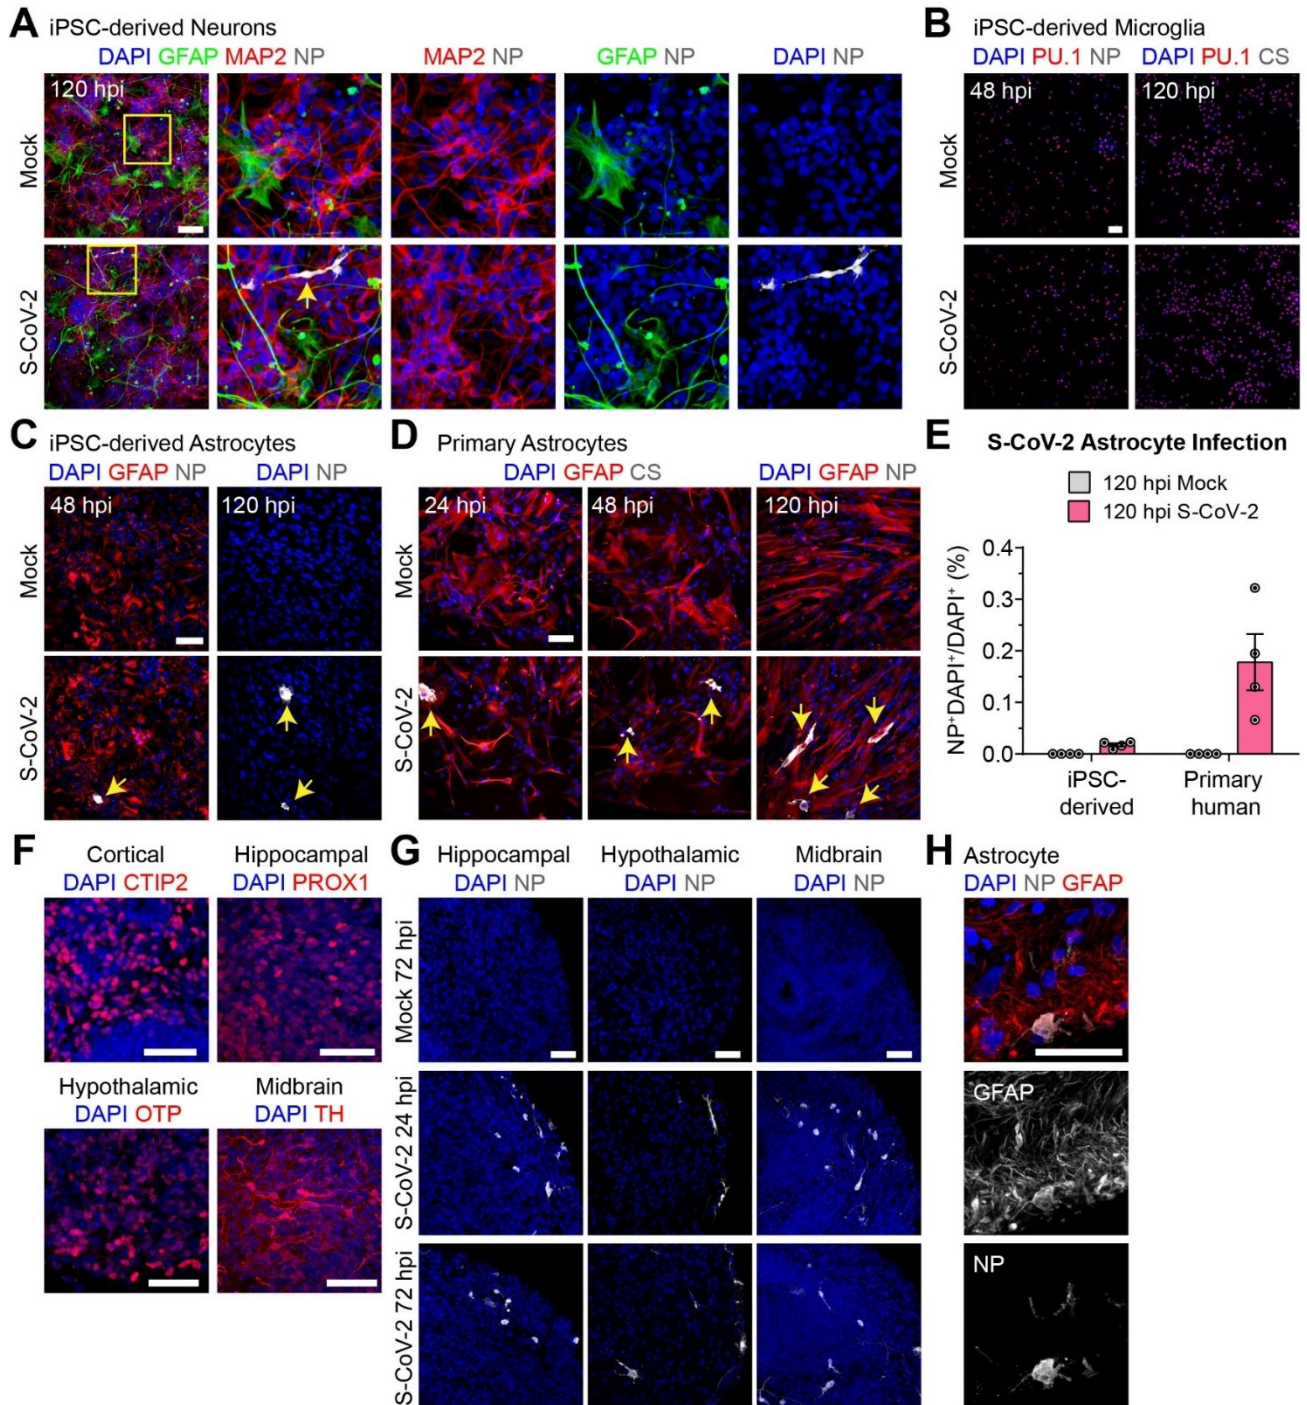 A iPSC-derived Neurons
DAPI GFAP MAP2 NP
MAP2 NP
GFAP NP
DAPI NP
120 hpi
Mock
S-CoV-2
B iPSC-derived Microglia
DAPI PU.1 NP
DAPI PU.1 CS
48 hpi
120 hpi
Mock
S-CoV-2
C iPSC-derived Astrocytes
DAPI GFAP NP
DAPI NP
48 hpi
120 hpi
Mock
S-CoV-2
D Primary Astrocytes
DAPI GFAP CS
DAPI GFAP NP
24 hpi
48 hpi
120 hpi
Mock
S-CoV-2
E S-CoV-2 Astrocyte Infection
120 hpi Mock
120 hpi S-CoV-2
NP⁺DAPI⁺/DAPI⁺ (%)
0.4
0.3
0.2
0.1
0.0
iPSC-
derived
Primary
human
F
Cortical
DAPI CTIP2
Hippocampal
DAPI PROX1
Hypothalamic
DAPI OTP
Midbrain
DAPI TH
G
Hippocampal
DAPI NP
Hypothalamic
DAPI NP
Midbrain
DAPI NP
Mock 72 hpi
S-CoV-2 24 hpi
S-CoV-2 72 hpi
H Astrocyte
DAPI NP GFAP
GFAP
NP